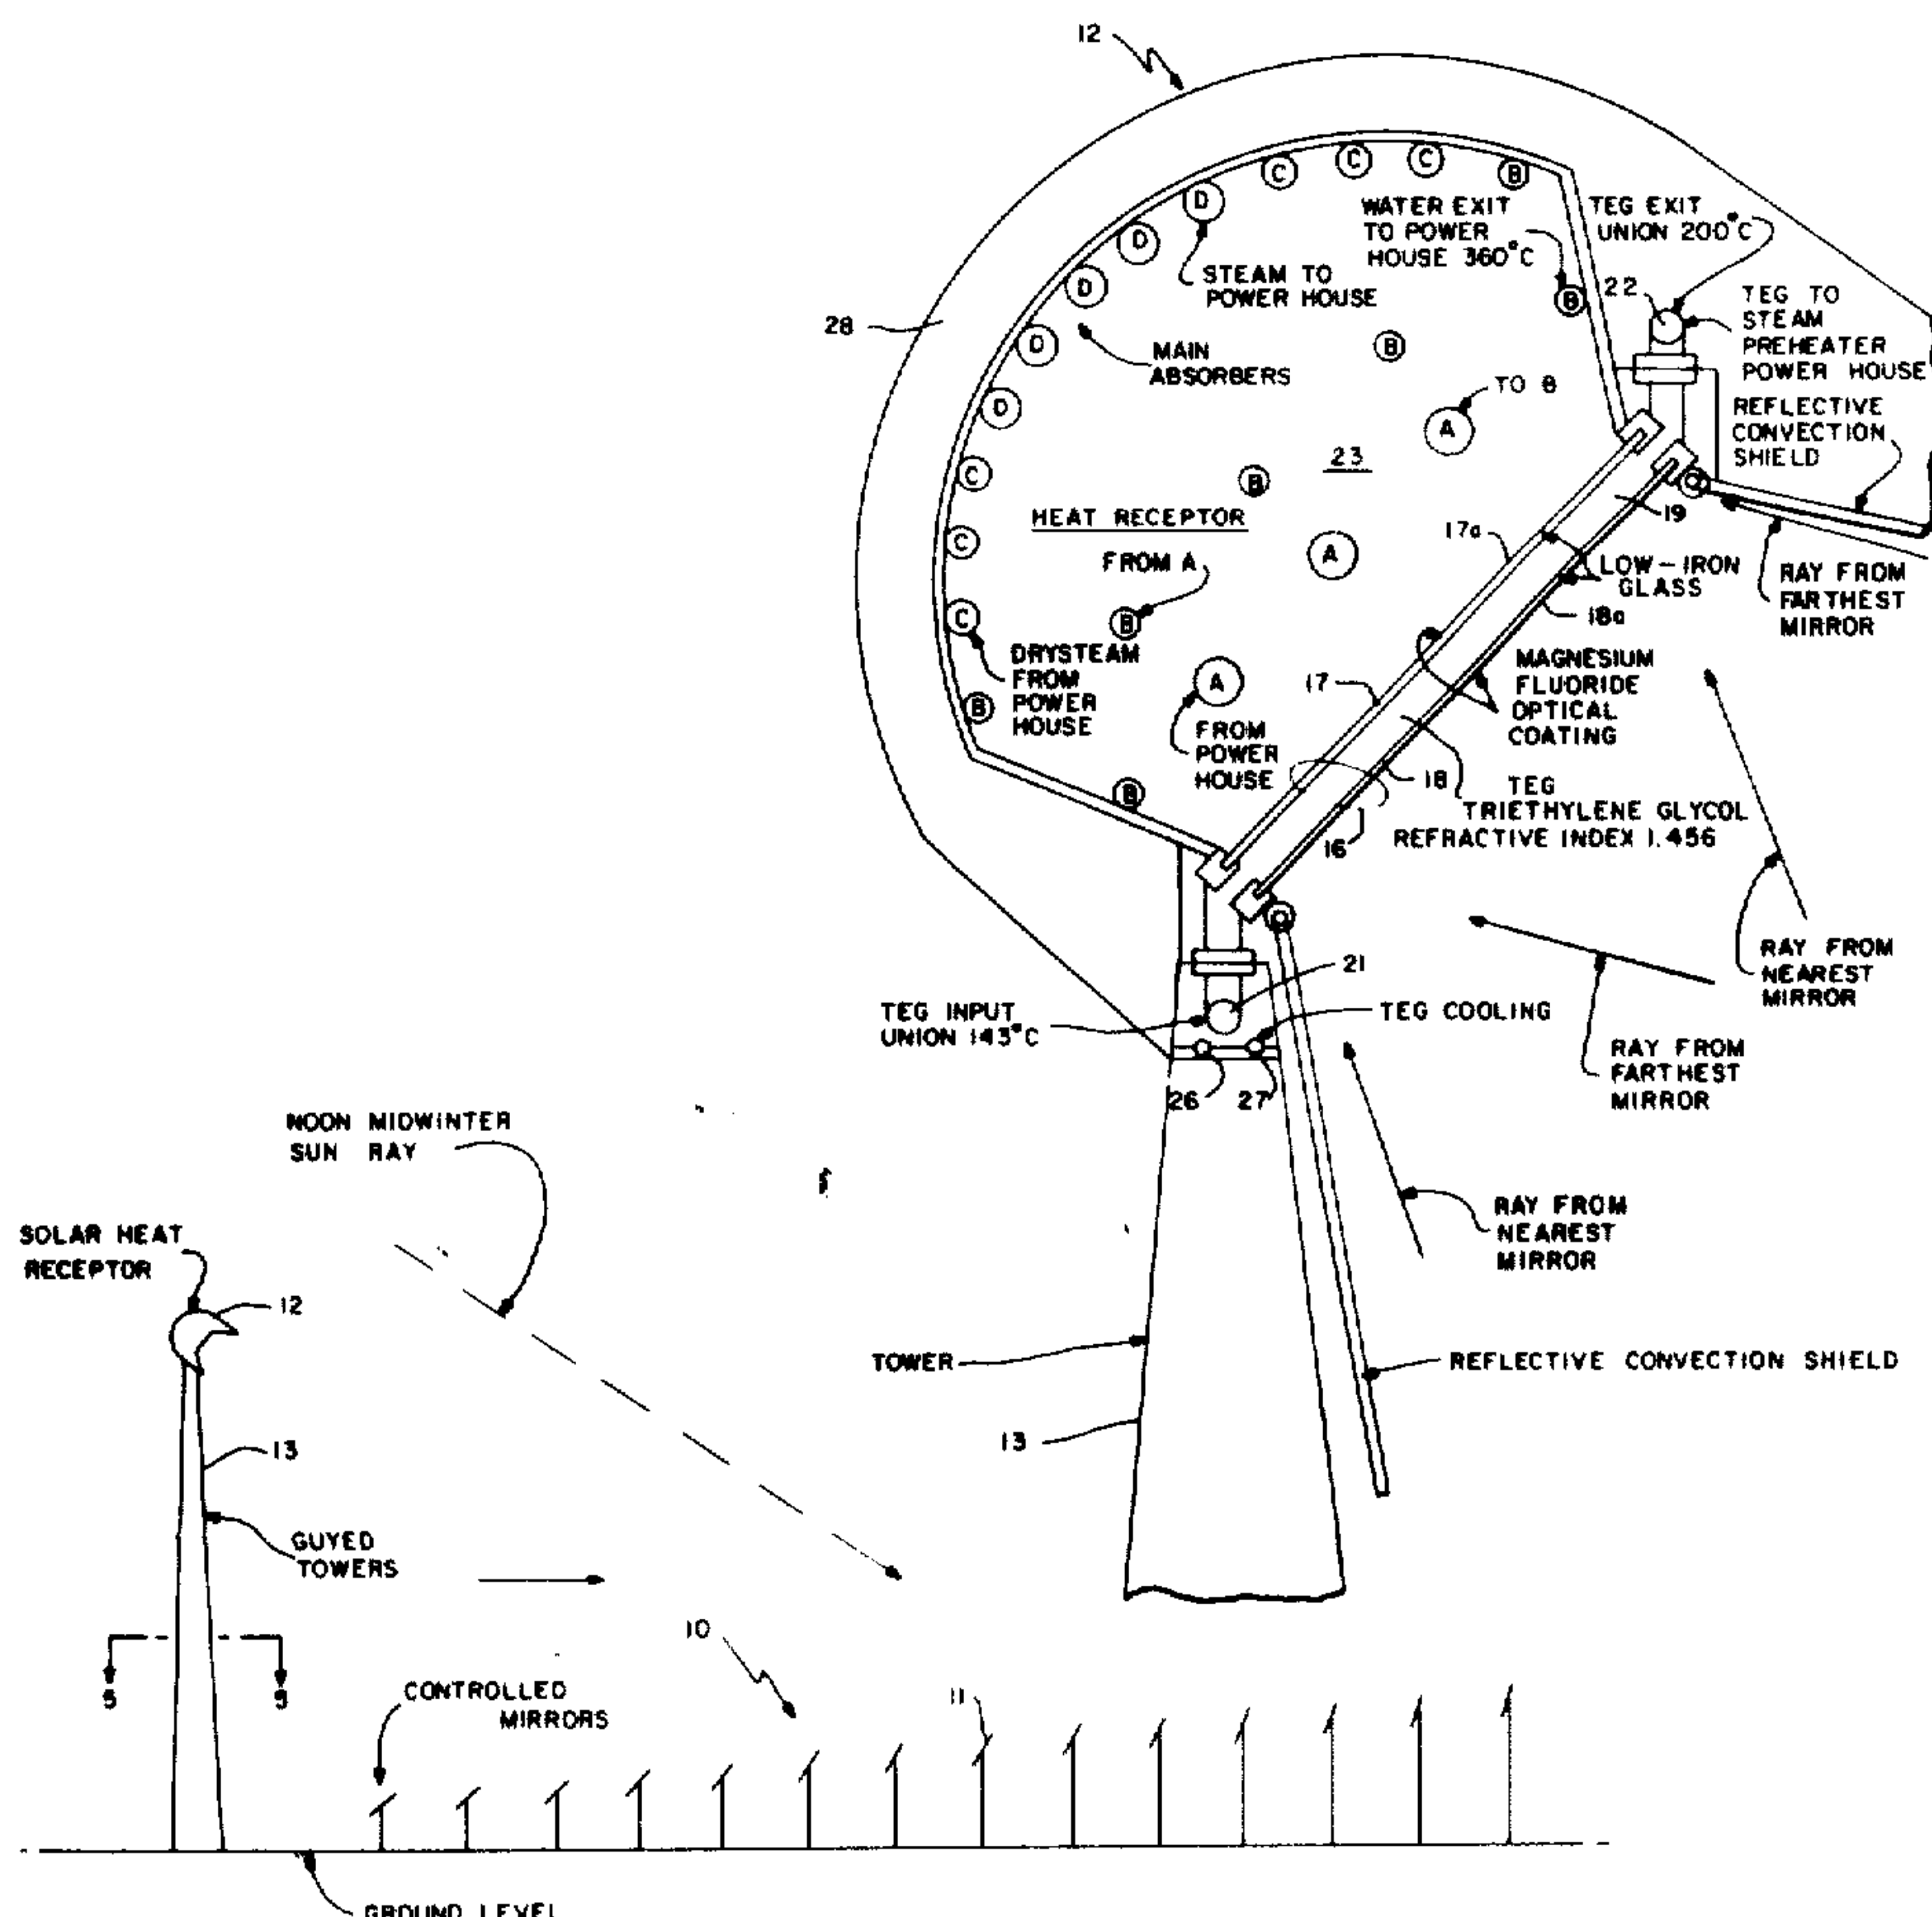 12
C
C
C
B
D
D
D
D
D
C
C
C
B
B
WATER EXIT
TO POWER
HOUSE 360°C
TEG EXIT
UNION 200°C
STEAM TO
POWER HOUSE
B
22
TEG TO
STEAM
PREHEATER
POWER HOUSE
28
MAIN
ABSORBERS
B
TO B
A
REFLECTIVE
CONVECTION
SHIELD
23
B
HEAT RECEPTOR
19
17a
A
FROM A
LOW-IRON
GLASS
RAY FROM
FARTHEST
MIRROR
B
18a
DRYSTEAM
FROM
POWER
HOUSE
A
17
MAGNESIUM
FLUORIDE
OPTICAL
COATING
FROM
POWER
HOUSE
18
TEG
TRIETHYLENE GLYCOL
REFRACTIVE INDEX 1.456
16
RAY FROM
NEAREST
MIRROR
21
TEG INPUT
UNION 143°C
TEG COOLING
RAY FROM
FARTHEST
MIRROR
26
27
NOON MIDWINTER
SUN RAY
RAY FROM
NEAREST
MIRROR
SOLAR HEAT
RECEPTOR
12
TOWER
REFLECTIVE CONVECTION SHIELD
13
13
GUYED
TOWERS
10
5
5
CONTROLLED
MIRRORS
11
GROUND LEVEL